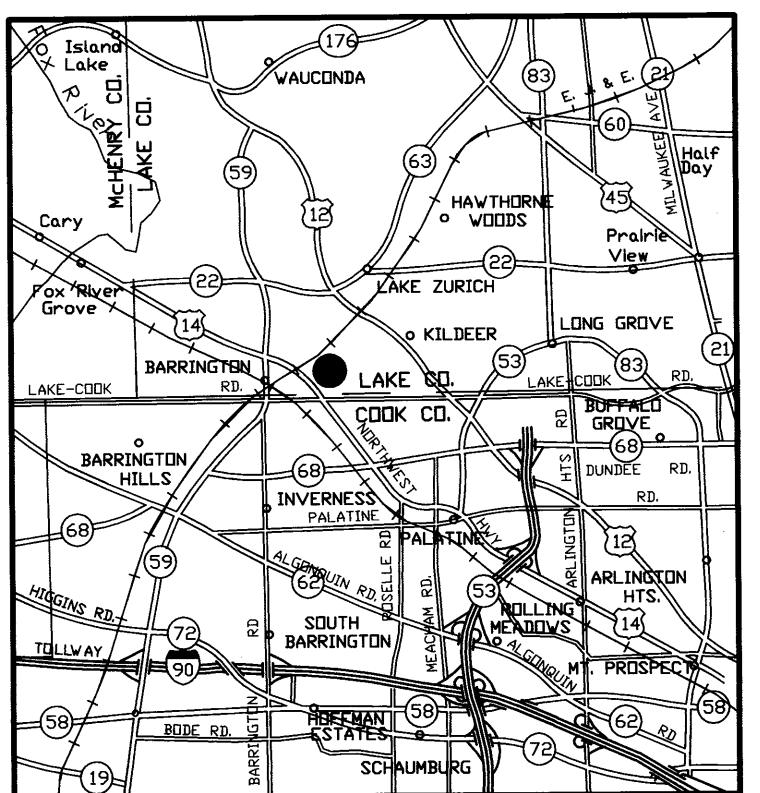 Island
Lake
176
WAUCONDA
Fox River
McHENRY CO.
LAKE CO.
83
E. J. & E.
21
60
MILWAUKEE AVE
Half
Day
59
63
12
45
HAWTHORNE
WOODS
Cary
Prairie
View
22
22
LAKE ZURICH
Fox River
Grove
14
KILDEER
LONG GROVE
53
83
21
BARRINGTON
RD.
LAKE CO.
LAKE-COOK
LAKE-COOK
RD.
COOK CO.
BUFFALO
GROVE
NORTHWEST
HWY
68
DUNDEE
RD.
BARRINGTON
HILLS
68
INVERNESS
PALATINE
RD.
PALATINE
68
59
12
ALGONQUIN RD.
62
ROSELLE RD
MEACHAM RD.
ARLINGTON
HTS
RD
53
ARLINGTON
HTS.
HIGGINS RD.
ROLLING
MEADOWS
14
72
SOUTH
BARRINGTON
RD
TOLLWAY
90
ALGONQUIN
RD
MT. PROSPECT
58
58
58
62
HOFFMAN
ESTATES
BODE RD.
BARRINGTON
72
SCHAUMBURG
19